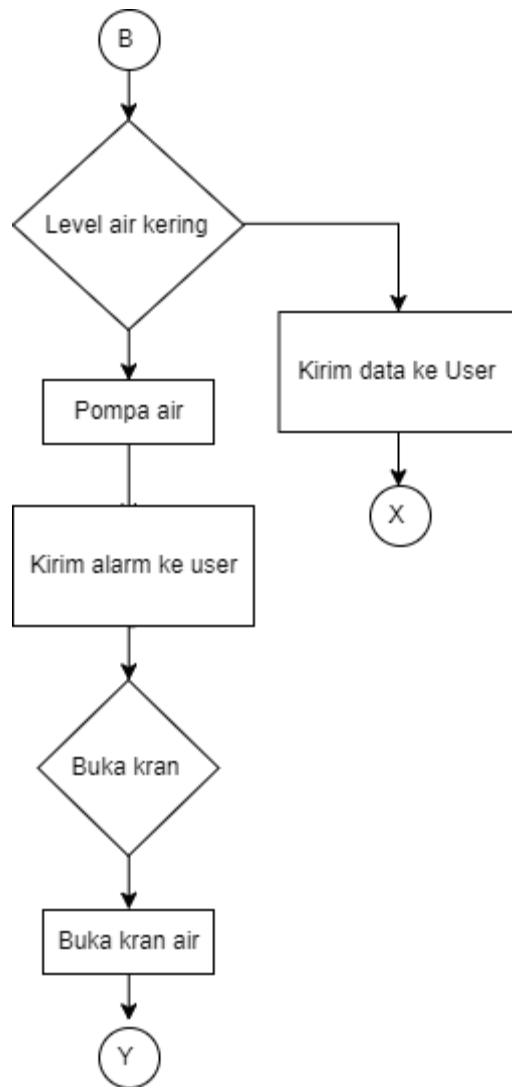 B
Level air kering
Kirim data ke User
Pompa air
X
Kirim alarm ke user
Buka kran
Buka kran air
Y